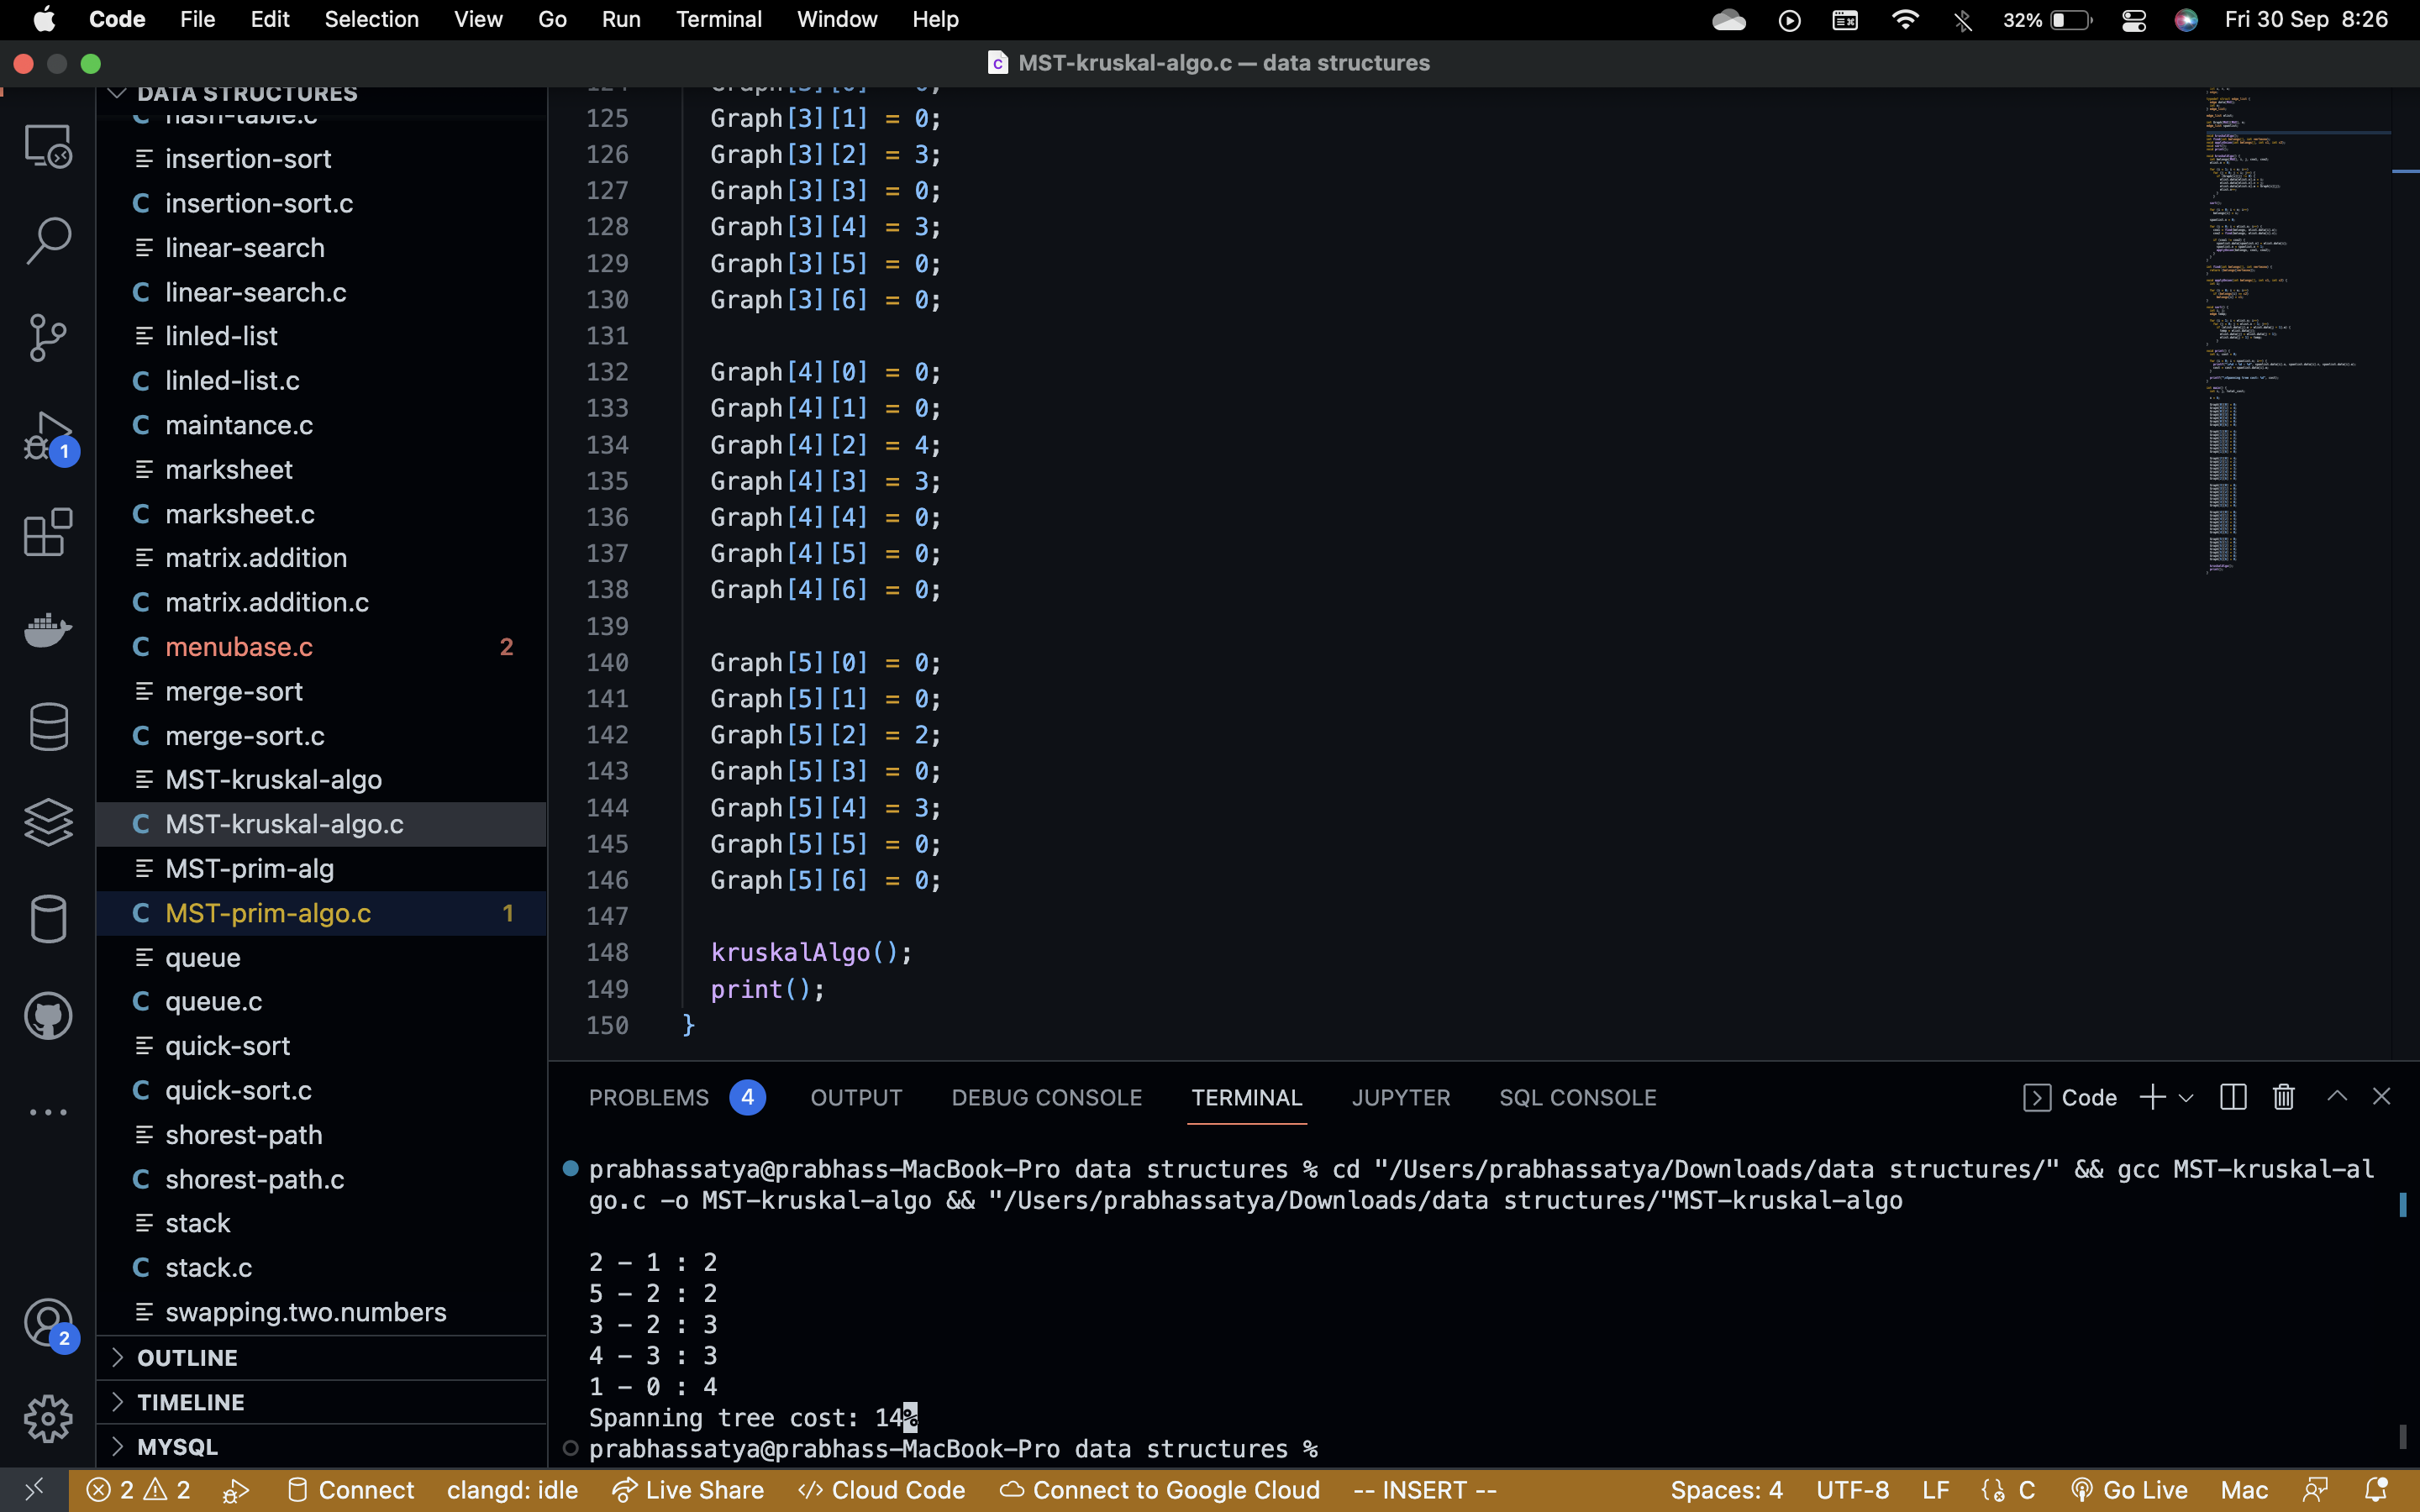 Code File Edit Selection View Go Run Terminal Window Help 32% Fri 30 Sep 8:26
MST-kruskal-algo.c — data structures
DATA STRUCTURES
hash-table.c
insertion-sort
insertion-sort.c
linear-search
linear-search.c
linled-list
linled-list.c
maintance.c
marksheet
marksheet.c
matrix.addition
matrix.addition.c
menubase.c 2
merge-sort
merge-sort.c
MST-kruskal-algo
MST-kruskal-algo.c
MST-prim-alg
MST-prim-algo.c 1
queue
queue.c
quick-sort
quick-sort.c
shorest-path
shorest-path.c
stack
stack.c
swapping.two.numbers
OUTLINE
TIMELINE
MYSQL
1
2
124 Graph[3][0] = 0;
125 Graph[3][1] = 0;
126 Graph[3][2] = 3;
127 Graph[3][3] = 0;
128 Graph[3][4] = 3;
129 Graph[3][5] = 0;
130 Graph[3][6] = 0;
131
132 Graph[4][0] = 0;
133 Graph[4][1] = 0;
134 Graph[4][2] = 4;
135 Graph[4][3] = 3;
136 Graph[4][4] = 0;
137 Graph[4][5] = 0;
138 Graph[4][6] = 0;
139
140 Graph[5][0] = 0;
141 Graph[5][1] = 0;
142 Graph[5][2] = 2;
143 Graph[5][3] = 0;
144 Graph[5][4] = 3;
145 Graph[5][5] = 0;
146 Graph[5][6] = 0;
147
148 kruskalAlgo();
149 print();
150 }
PROBLEMS 4 OUTPUT DEBUG CONSOLE TERMINAL JUPYTER SQL CONSOLE Code
prabhassatya@prabhass-MacBook-Pro data structures % cd "/Users/prabhassatya/Downloads/data structures/" && gcc MST-kruskal-al
go.c -o MST-kruskal-algo && "/Users/prabhassatya/Downloads/data structures/"MST-kruskal-algo
2 - 1 : 2
5 - 2 : 2
3 - 2 : 3
4 - 3 : 3
1 - 0 : 4
Spanning tree cost: 14%
prabhassatya@prabhass-MacBook-Pro data structures %
2 2 Connect clangd: idle Live Share Cloud Code Connect to Google Cloud -- INSERT -- Spaces: 4 UTF-8 LF C Go Live Mac